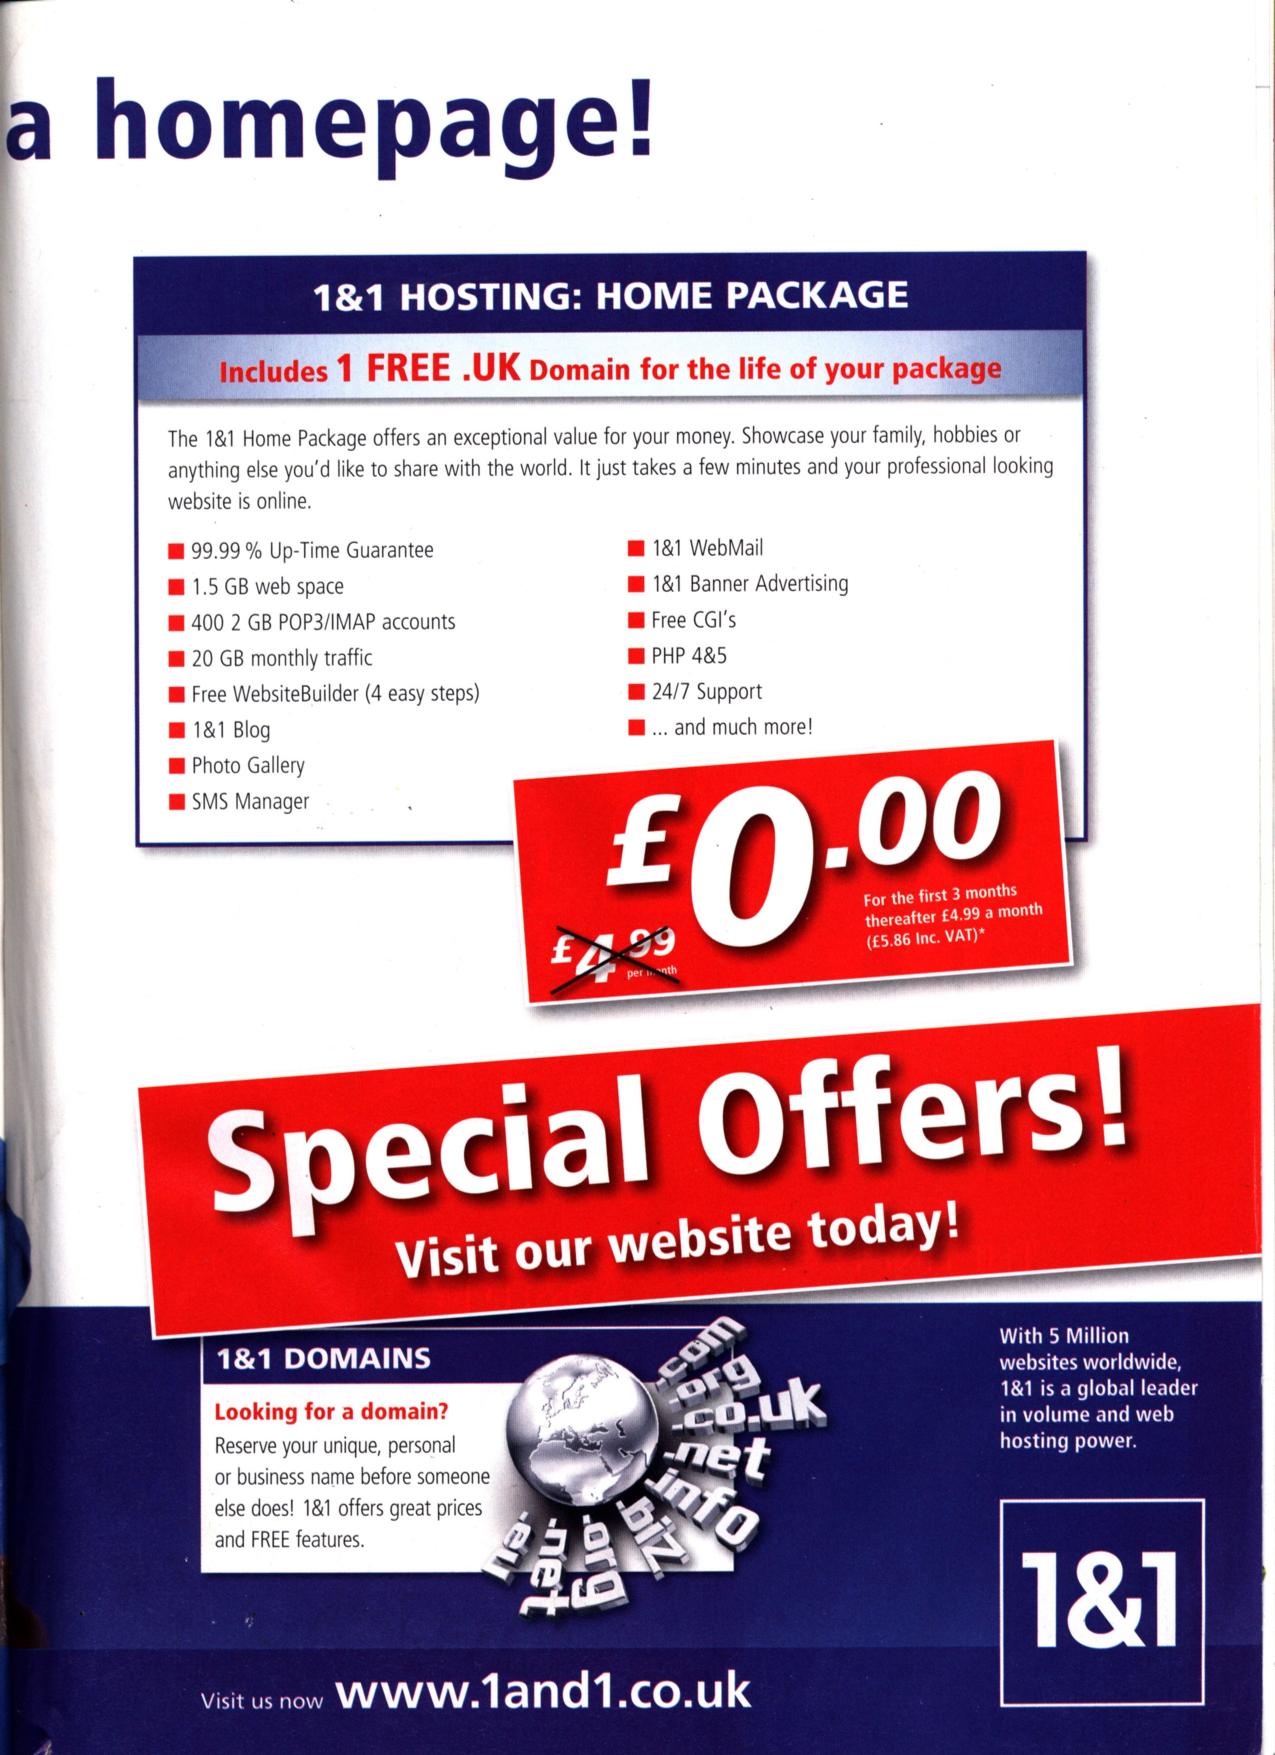 a homepage!
1&1 HOSTING: HOME PACKAGE
Includes 1 FREE .UK Domain for the life of your package
The 1&1 Home Package offers an exceptional value for your money. Showcase your family, hobbies or
anything else you'd like to share with the world. It just takes a few minutes and your professional looking
website is online.
■ 99.99 % Up-Time Guarantee
■ 1.5 GB web space
■ 400 2 GB POP3/IMAP accounts
■ 20 GB monthly traffic
■ Free WebsiteBuilder (4 easy steps)
■ 1&1 Blog
■ Photo Gallery
■ SMS Manager
■ 1&1 WebMail
■ 1&1 Banner Advertising
■ Free CGI's
■ PHP 4&5
■ 24/7 Support
■ ... and much more!
£0.00
£4.99
per month
For the first 3 months
thereafter £4.99 a month
(£5.86 Inc. VAT)*
Special Offers!
Visit our website today!
1&1 DOMAINS
Looking for a domain?
Reserve your unique, personal
or business name before someone
else does! 1&1 offers great prices
and FREE features.
.com
.org
.co.uk
.net
.info
.biz
.org
.net
With 5 Million
websites worldwide,
1&1 is a global leader
in volume and web
hosting power.
1&1
Visit us now www.1and1.co.uk